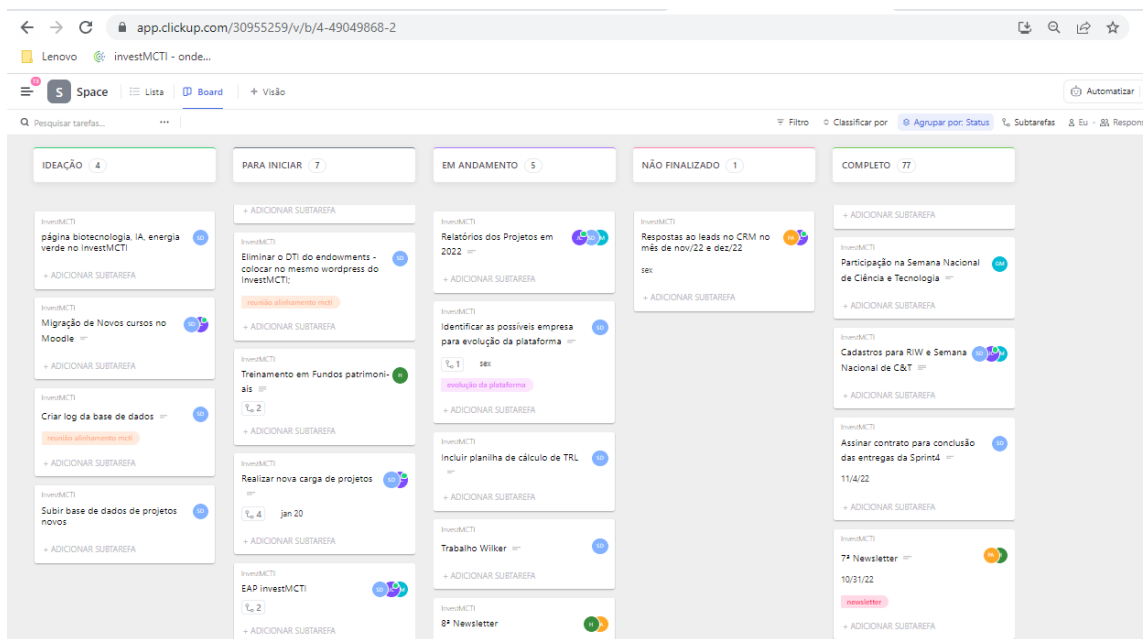 app.clickup.com/30955259/v/b/4-49049868-2
Lenovo investMCTI - onde...
S Space Lista Board + Visão Automatizar
Pesquisar tarefas... ... Filtro Classificar por Agrupar por: Status Subtarefas Eu Respons
IDEAÇÃO 4
InvestMCTI
página biotecnologia, IA, energia
verde no InvestMCTI
SD
+ ADICIONAR SUBTAREFA
InvestMCTI
Migração de Novos cursos no
Moodle
SD
+ ADICIONAR SUBTAREFA
InvestMCTI
Criar log da base de dados
SD
reunião alinhamento mcti
+ ADICIONAR SUBTAREFA
InvestMCTI
Subir base de dados de projetos
novos
SD
+ ADICIONAR SUBTAREFA
PARA INICIAR 7
+ ADICIONAR SUBTAREFA
InvestMCTI
Eliminar o DTI do endowments -
colocar no mesmo wordpress do
InvestMCTI;
SD
reunião alinhamento mcti
+ ADICIONAR SUBTAREFA
InvestMCTI
Treinamento em Fundos patrimoni-
ais
H
2
+ ADICIONAR SUBTAREFA
InvestMCTI
Realizar nova carga de projetos
SD
4 jan 20
+ ADICIONAR SUBTAREFA
InvestMCTI
EAP investMCTI
SD
2
+ ADICIONAR SUBTAREFA
EM ANDAMENTO 5
InvestMCTI
Relatórios dos Projetos em
2022
SD
+ ADICIONAR SUBTAREFA
InvestMCTI
Identificar as possíveis empresa
para evolução da plataforma
SD
1 sex
evolução da plataforma
+ ADICIONAR SUBTAREFA
InvestMCTI
Incluir planilha de cálculo de TRL
SD
+ ADICIONAR SUBTAREFA
InvestMCTI
Trabalho Wilker
SD
+ ADICIONAR SUBTAREFA
InvestMCTI
8ª Newsletter
H
NÃO FINALIZADO 1
InvestMCTI
Respostas ao leads no CRM no
mês de nov/22 e dez/22
PA
sex
+ ADICIONAR SUBTAREFA
COMPLETO 77
+ ADICIONAR SUBTAREFA
InvestMCTI
Participação na Semana Nacional
de Ciência e Tecnologia
GM
+ ADICIONAR SUBTAREFA
InvestMCTI
Cadastros para RIW e Semana
Nacional de C&T
SD
+ ADICIONAR SUBTAREFA
InvestMCTI
Assinar contrato para conclusão
das entregas da Sprint4
SD
11/4/22
+ ADICIONAR SUBTAREFA
InvestMCTI
7ª Newsletter
PA
10/31/22
newsletter
+ ADICIONAR SUBTAREFA